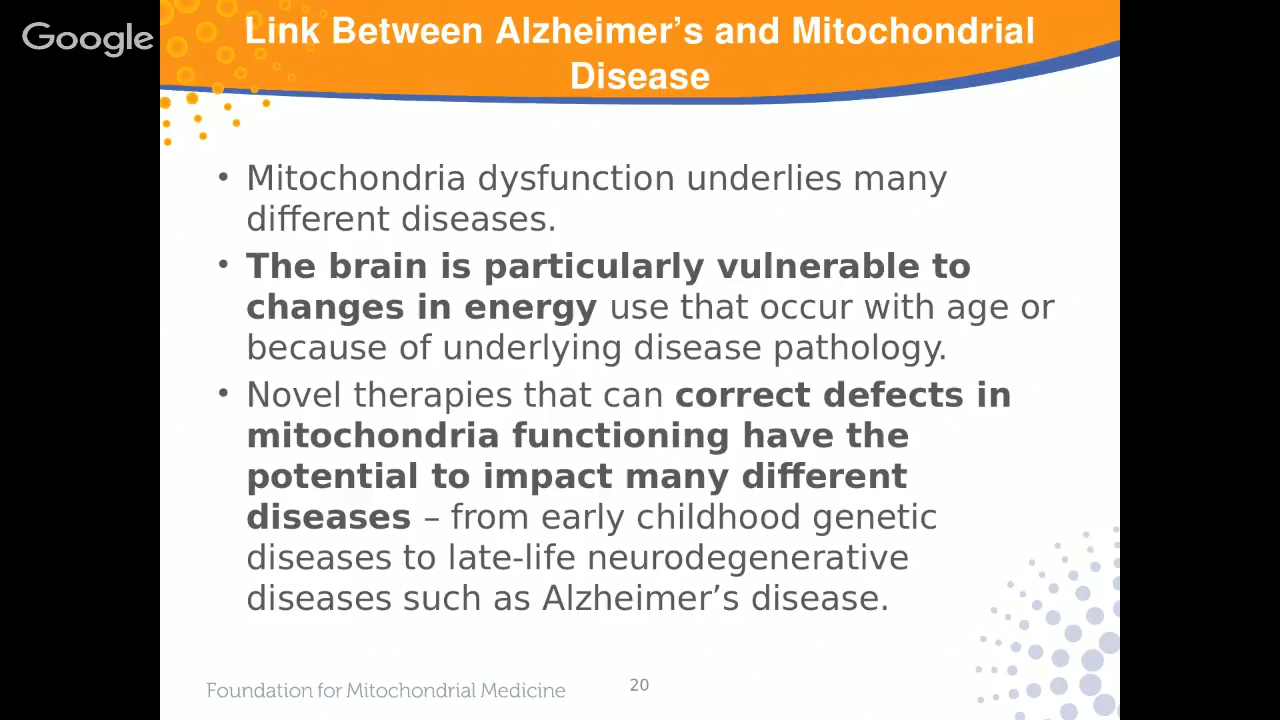 Google
Link Between Alzheimer’s and Mitochondrial
Disease
• Mitochondria dysfunction underlies many
different diseases.
• The brain is particularly vulnerable to
changes in energy use that occur with age or
because of underlying disease pathology.
• Novel therapies that can correct defects in
mitochondria functioning have the
potential to impact many different
diseases – from early childhood genetic
diseases to late-life neurodegenerative
diseases such as Alzheimer’s disease.
Foundation for Mitochondrial Medicine
20